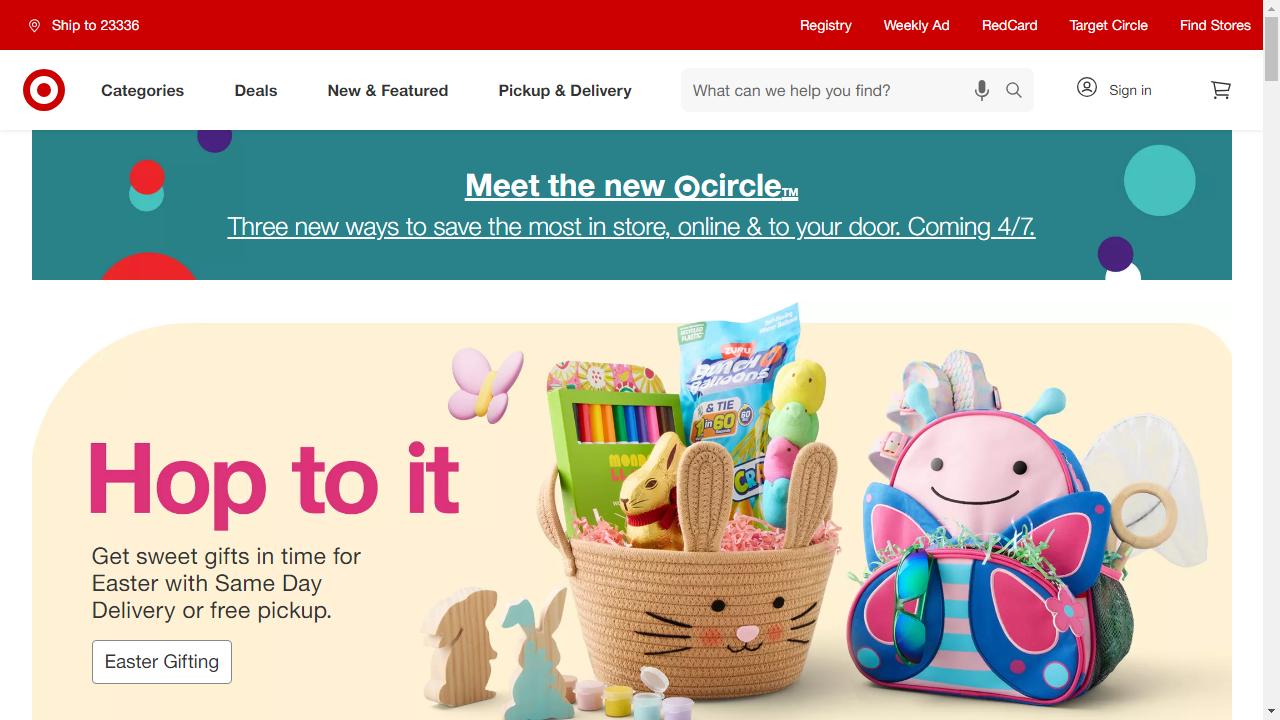 Ship to 23336
Registry
Weekly Ad
RedCard
Target Circle
Find Stores
Categories
Deals
New & Featured
Pickup & Delivery
What can we help you find?
Sign in
Meet the new circle™
Three new ways to save the most in store, online & to your door. Coming 4/7.
Hop to it
Get sweet gifts in time for
Easter with Same Day
Delivery or free pickup.
Easter Gifting
ZURU
Bunch O
Balloons
& TIE
in 60